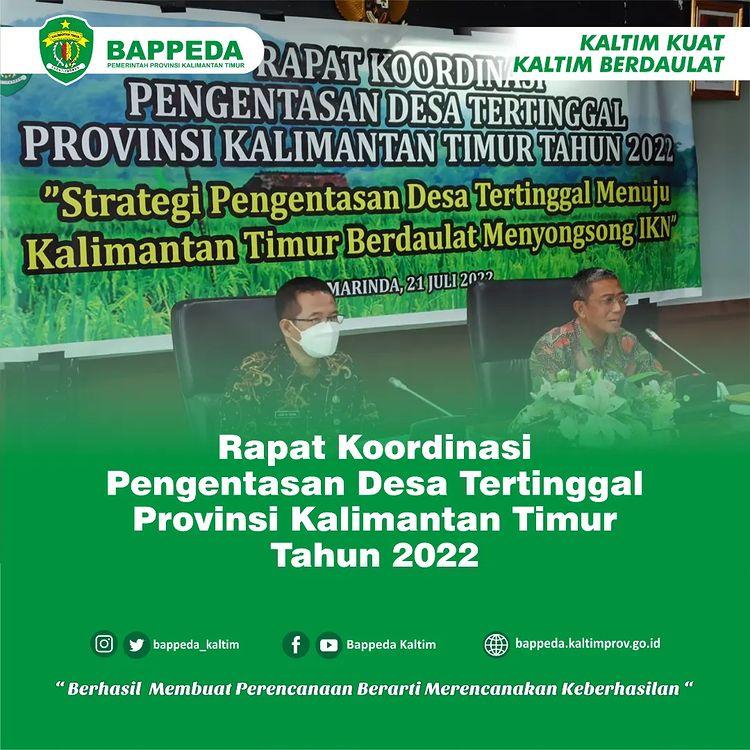 BAPPEDA
PEMERINTAH PROVINSI KALIMANTAN TIMUR
KALTIM KUAT
KALTIM BERDAULAT
RAPAT KOORDINASI
PENGENTASAN DESA TERTINGGAL
PROVINSI KALIMANTAN TIMUR TAHUN 2022
"Strategi Pengentasan Desa Tertinggal Menuju
Kalimantan Timur Berdaulat Menyongsong IKN"
MARINDA, 21 JULI 2022
Rapat Koordinasi
Pengentasan Desa Tertinggal
Provinsi Kalimantan Timur
Tahun 2022
bappeda_kaltim
Bappeda Kaltim
bappeda.kaltimprov.go.id
“ Berhasil Membuat Perencanaan Berarti Merencanakan Keberhasilan “